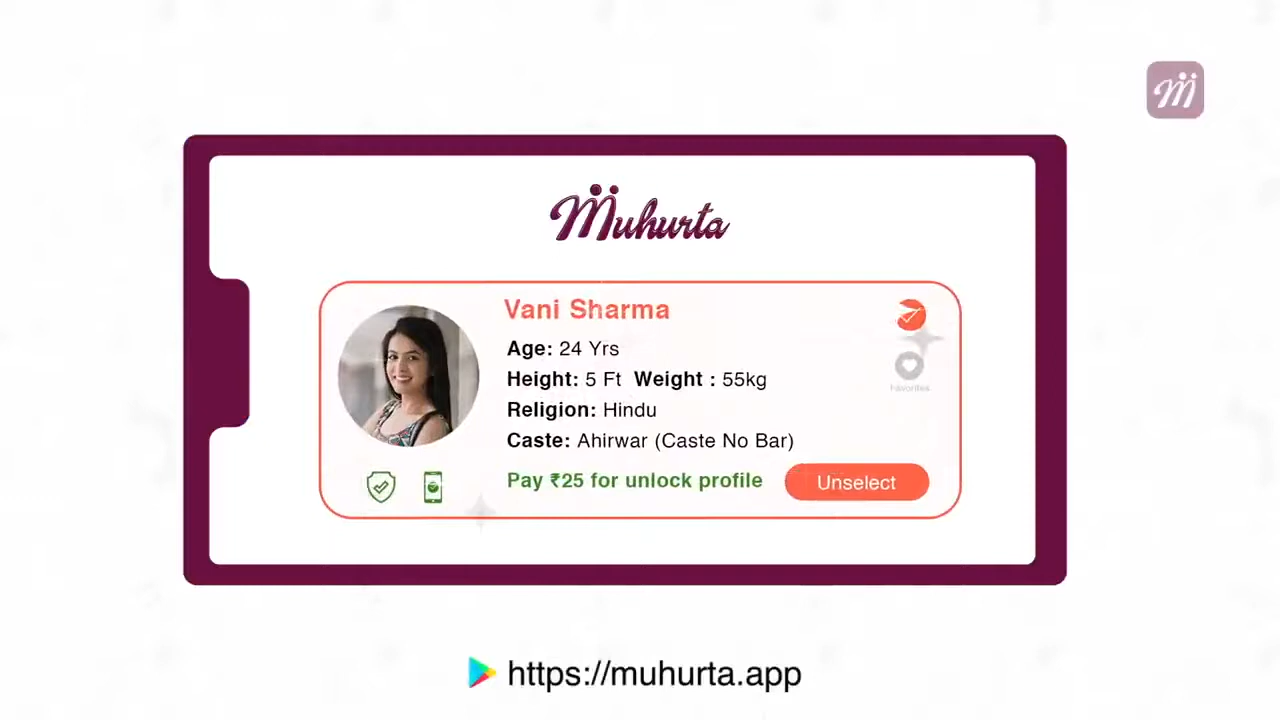 Muhurta
Vani Sharma
Age: 24 Yrs
Height: 5 Ft Weight : 55kg
Favorites
Religion: Hindu
Caste: Ahirwar (Caste No Bar)
Pay ₹25 for unlock profile
Unselect
https://muhurta.app